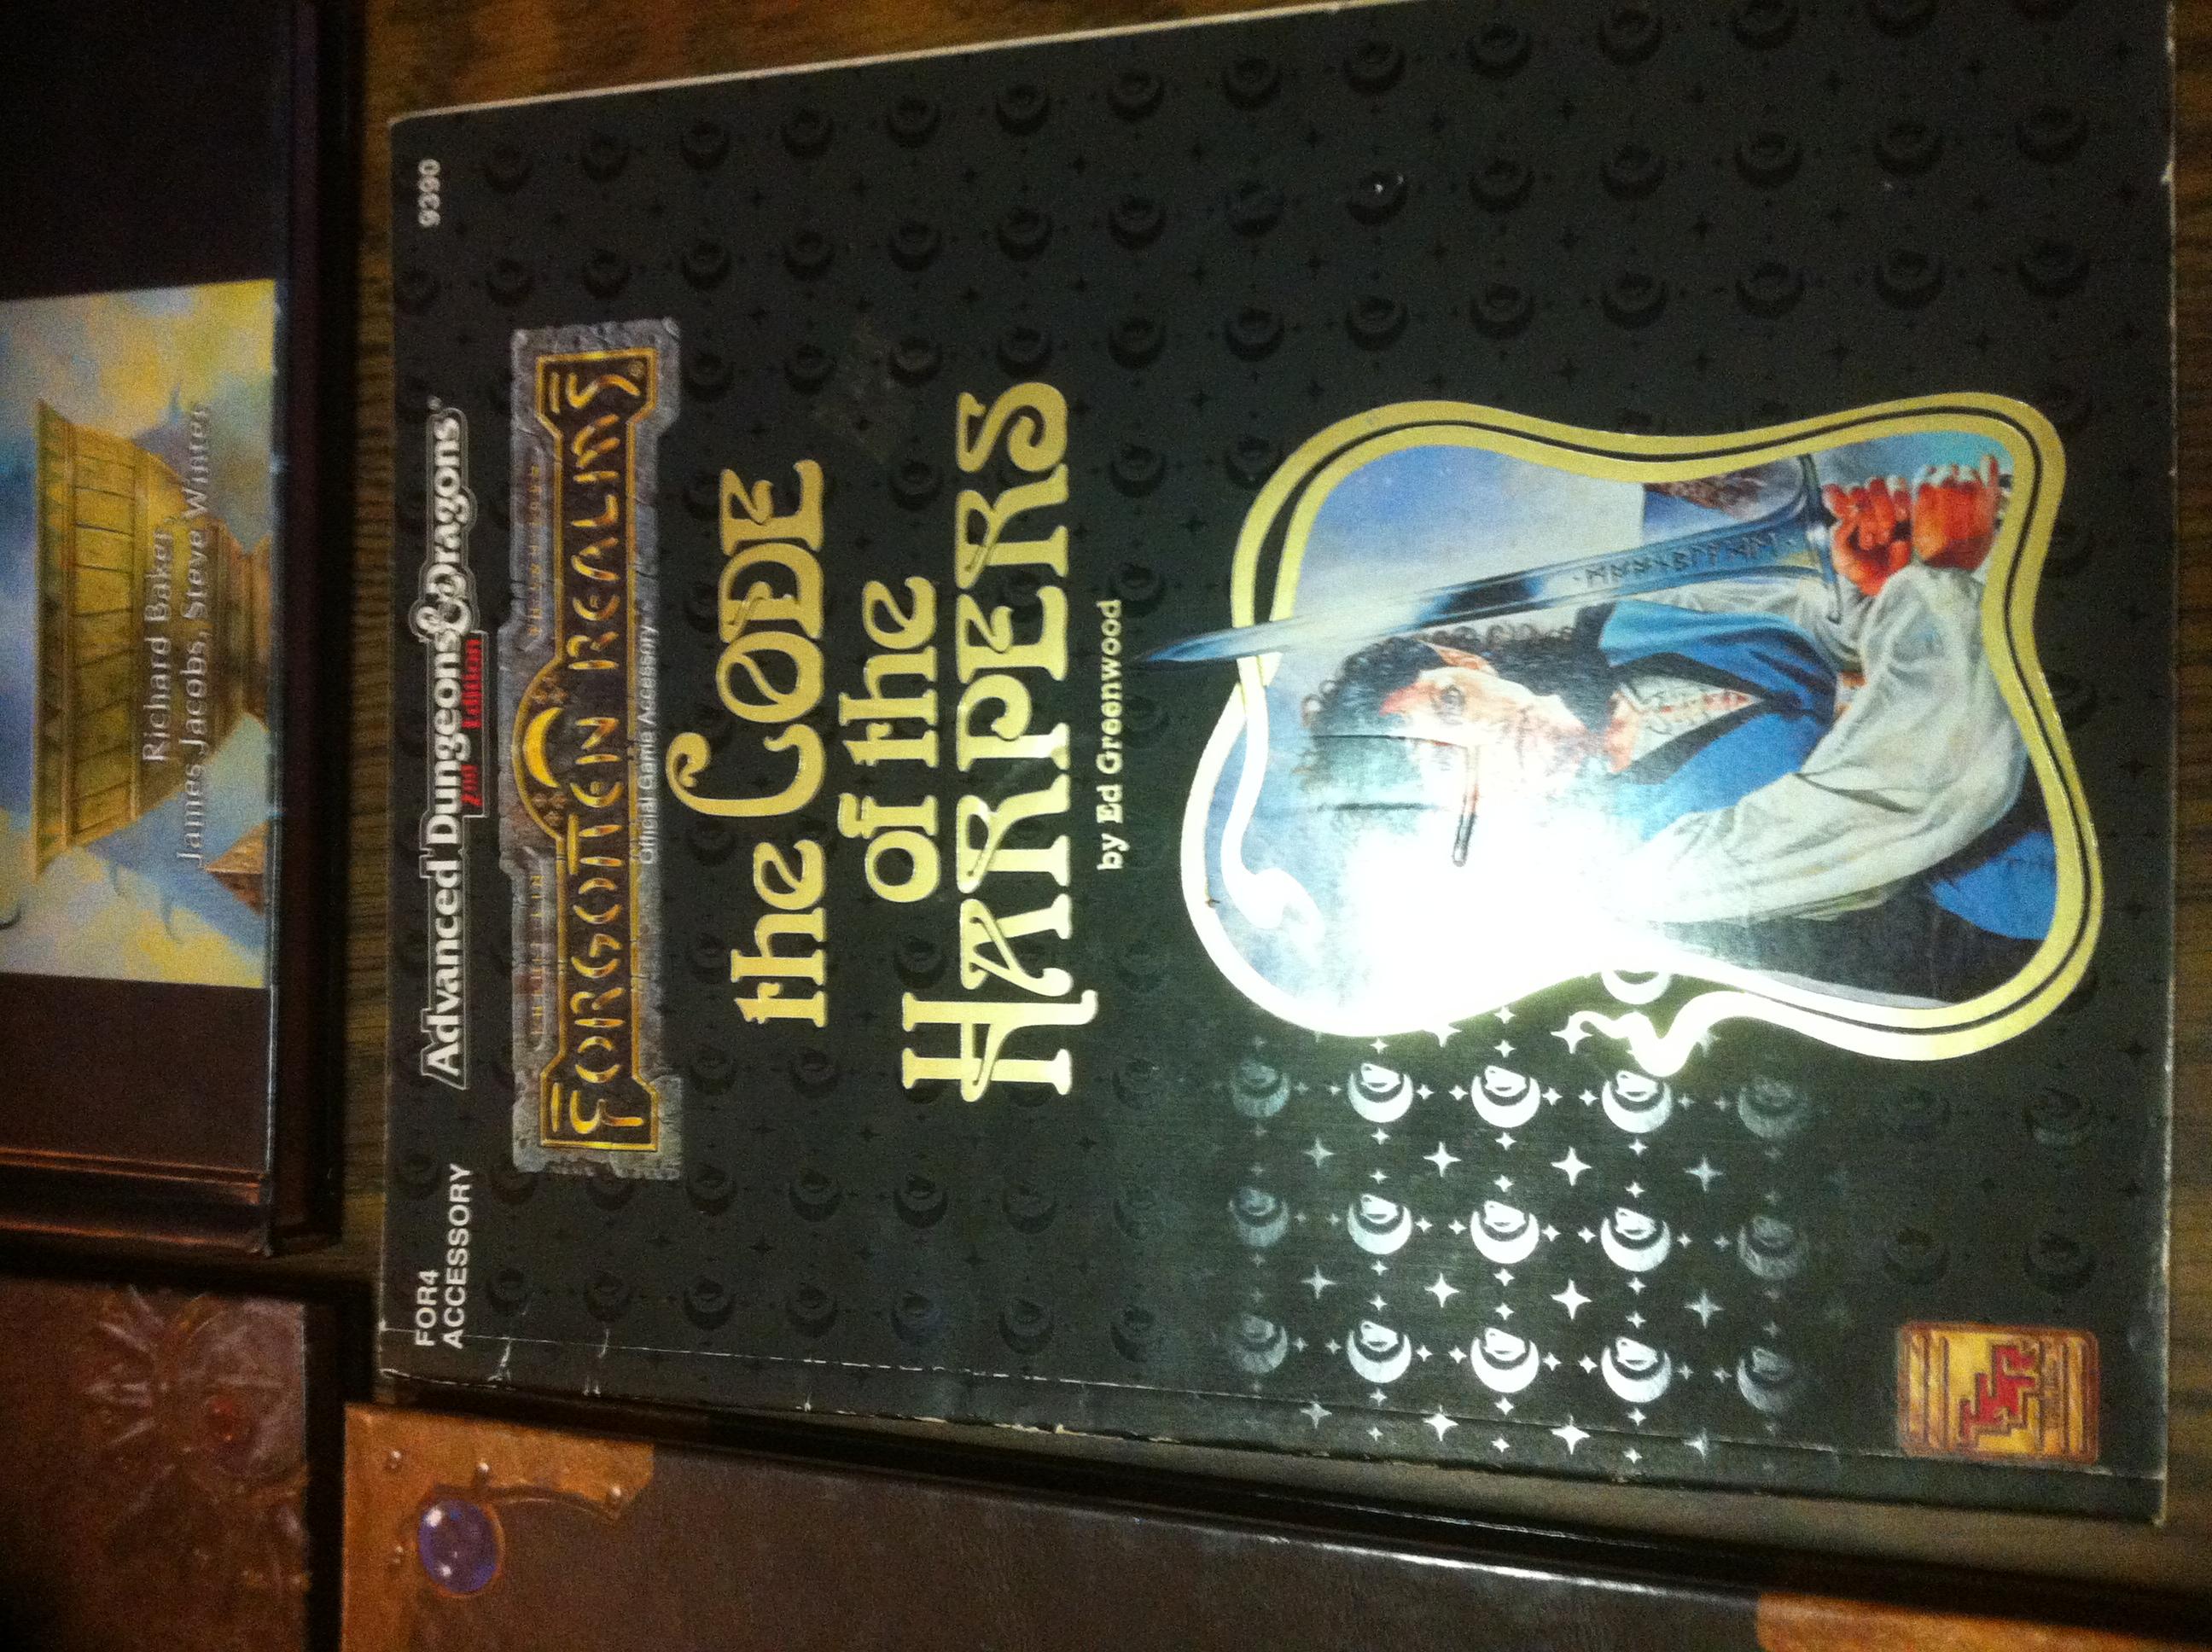 Richard Baker,
James Jacobs, Steve Winter
FOR4
ACCESSORY
Advanced Dungeons & Dragons
2nd Edition
9390
FORGOTTEN REALMS®
Official Game Accessory
the CODE
of the
HARPERS
by Ed Greenwood